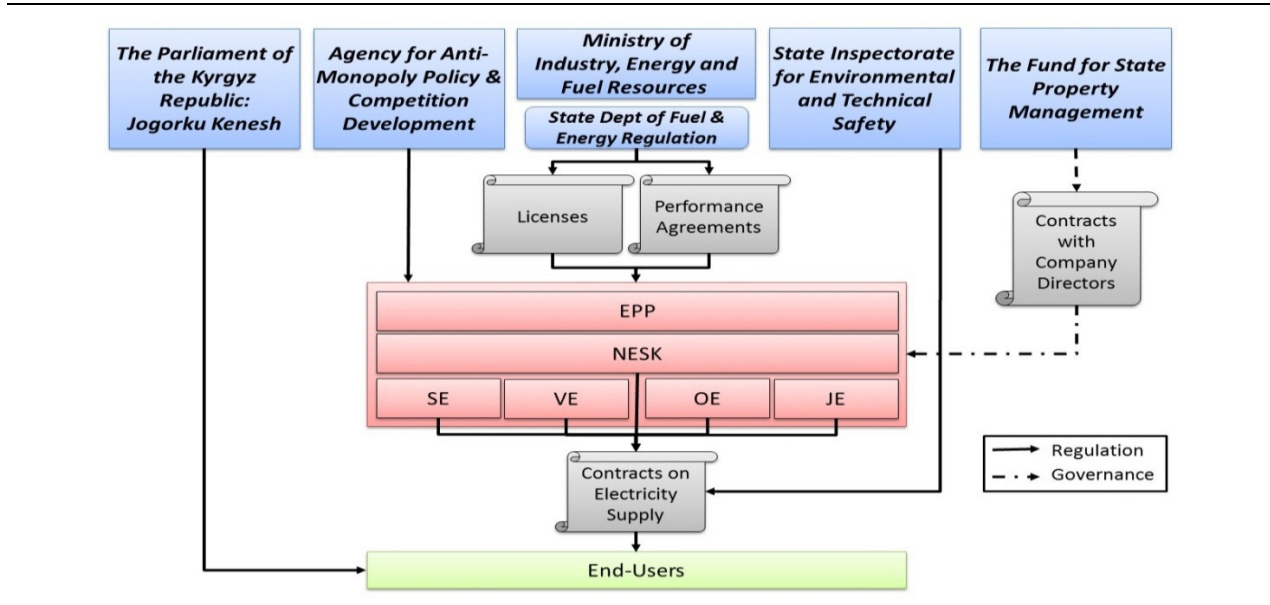 The Parliament of
the Kyrgyz
Republic:
Jogorku Kenesh
Agency for Anti-
Monopoly Policy &
Competition
Development
Ministry of
Industry, Energy and
Fuel Resources
State Dept of Fuel &
Energy Regulation
State Inspectorate
for Environmental
and Technical
Safety
The Fund for State
Property
Management
Licenses
Performance
Agreements
Contracts
with
Company
Directors
EPP
NESK
SE
VE
OE
JE
Contracts on
Electricity
Supply
Regulation
Governance
End-Users